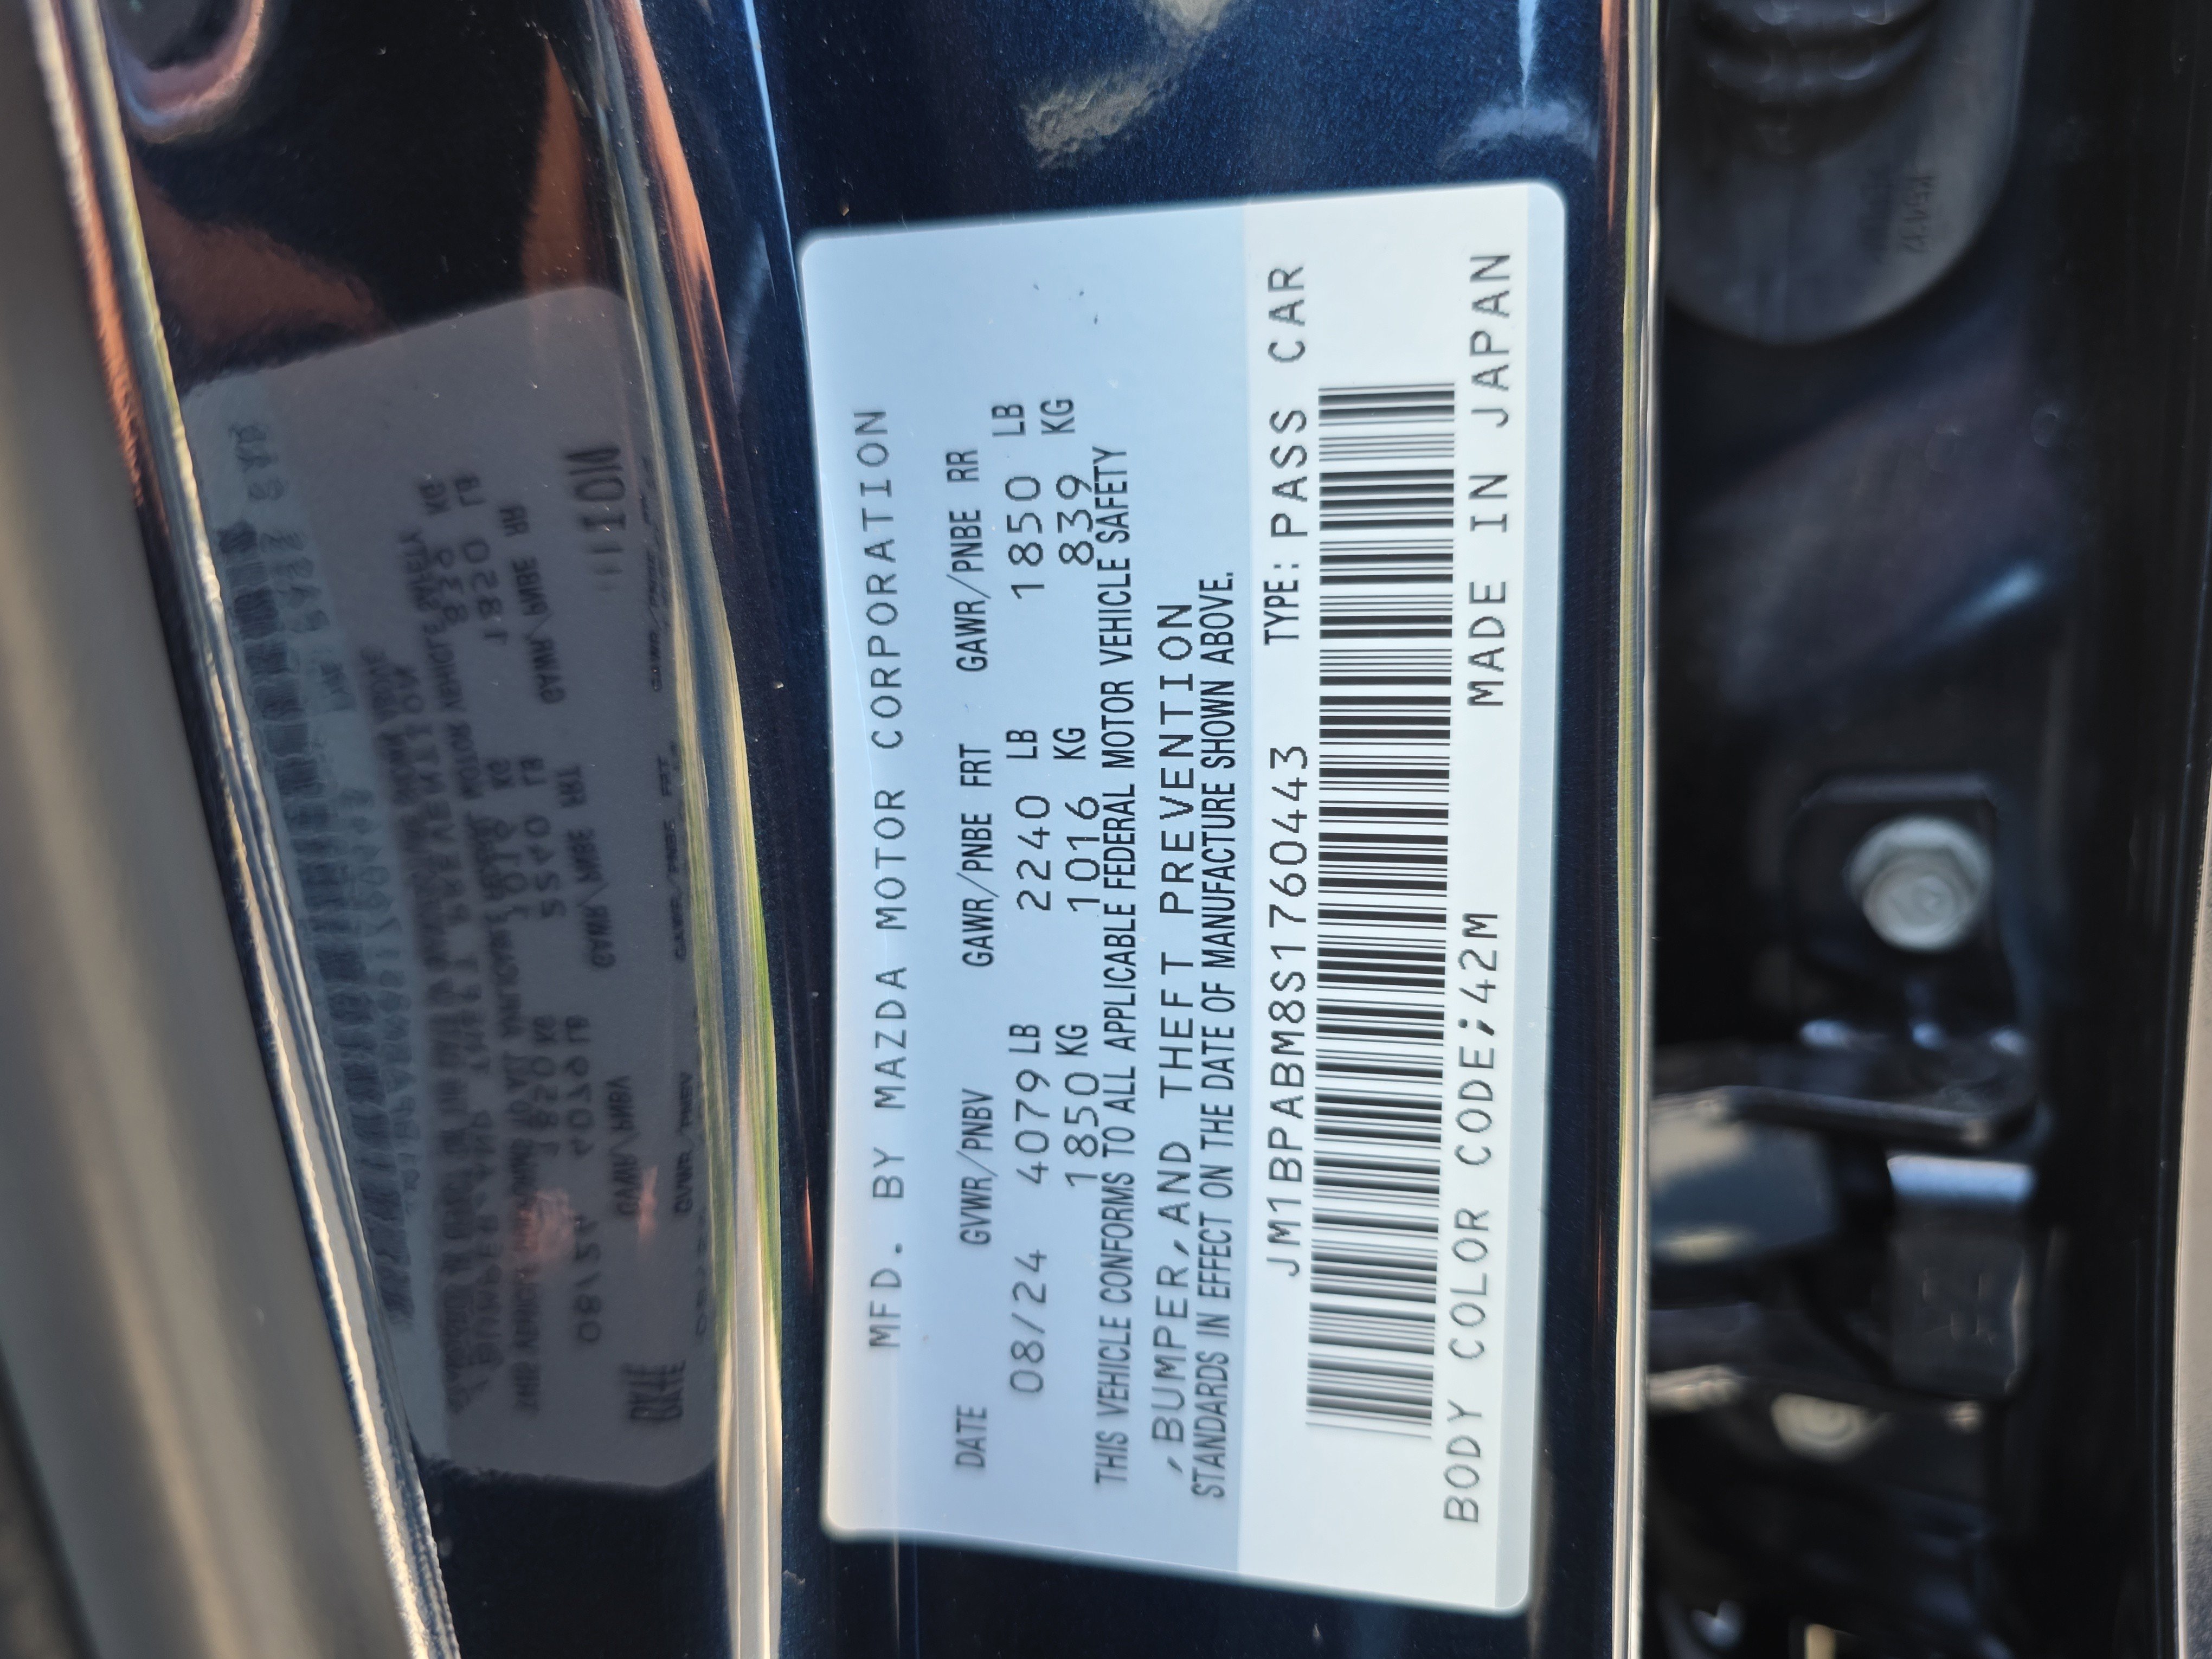 MFD. BY MAZDA MOTOR CORPORATION
DATE GVWR/PNBV GAWR/PNBE FRT GAWR/PNBE RR
08/24 4079 LB 2240 LB 1850 LB
1850 KG 1016 KG 839 KG
THIS VEHICLE CONFORMS TO ALL APPLICABLE FEDERAL MOTOR VEHICLE SAFETY
,BUMPER,AND THEFT PREVENTION
STANDARDS IN EFFECT ON THE DATE OF MANUFACTURE SHOWN ABOVE.
JM1BPABM8S1760443 TYPE: PASS CAR
BODY COLOR CODE;42M MADE IN JAPAN